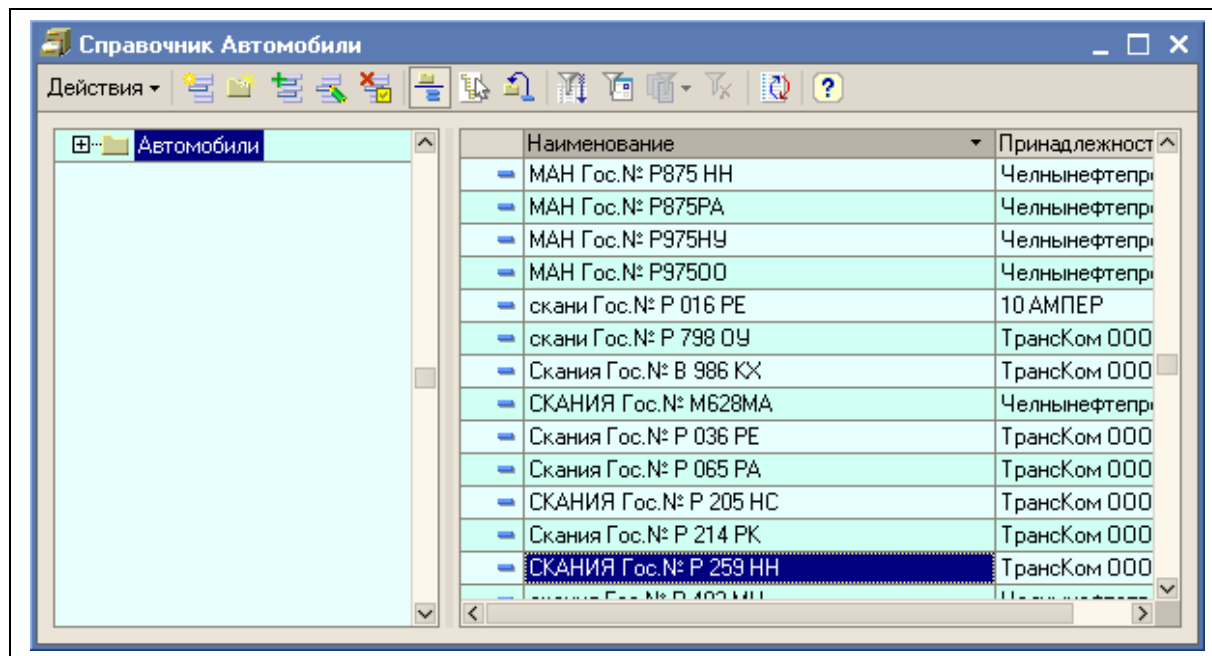 Справочник Автомобили
Действия
Автомобили
Наименование Принадлежност
МАН Гос.№ Р875 НН Челнынефтепр
МАН Гос.№ Р875РА Челнынефтепр
МАН Гос.№ Р975НУ Челнынефтепр
МАН Гос.№ Р975ОО Челнынефтепр
скани Гос.№ Р 016 РЕ 10 АМПЕР
скани Гос.№ Р 798 ОУ ТрансКом ООО
Скания Гос.№ В 986 КХ ТрансКом ООО
СКАНИЯ Гос.№ М628МА Челнынефтепр
Скания Гос.№ Р 036 РЕ ТрансКом ООО
Скания Гос.№ Р 065 РА ТрансКом ООО
СКАНИЯ Гос.№ Р 205 НС ТрансКом ООО
Скания Гос.№ Р 214 РК ТрансКом ООО
СКАНИЯ Гос.№ Р 259 НН ТрансКом ООО